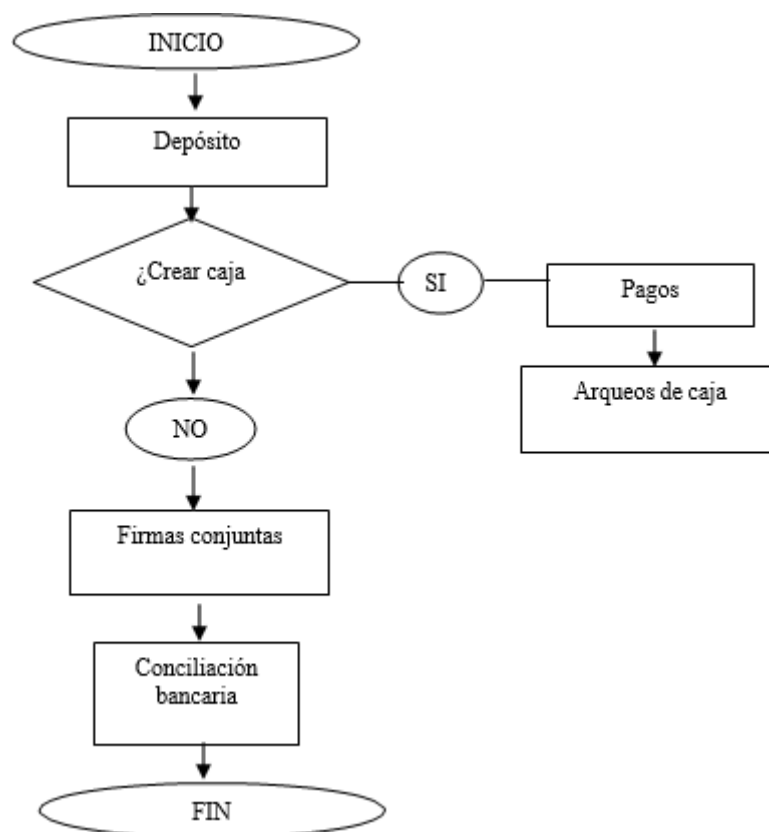 INICIO
Depósito
¿Crear caja
SI
Pagos
Arqueos de caja
NO
Firmas conjuntas
Conciliación
bancaria
FIN